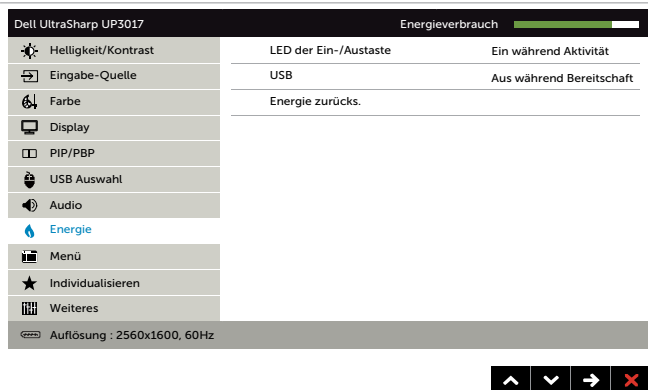 Dell UltraSharp UP3017 Energieverbrauch
Helligkeit/Kontrast LED der Ein-/Austaste Ein während Aktivität
Eingabe-Quelle USB Aus während Bereitschaft
Farbe Energie zurücks.
Display
PIP/PBP
USB Auswahl
Audio
Energie
Menü
Individualisieren
Weiteres
Auflösung : 2560x1600, 60Hz